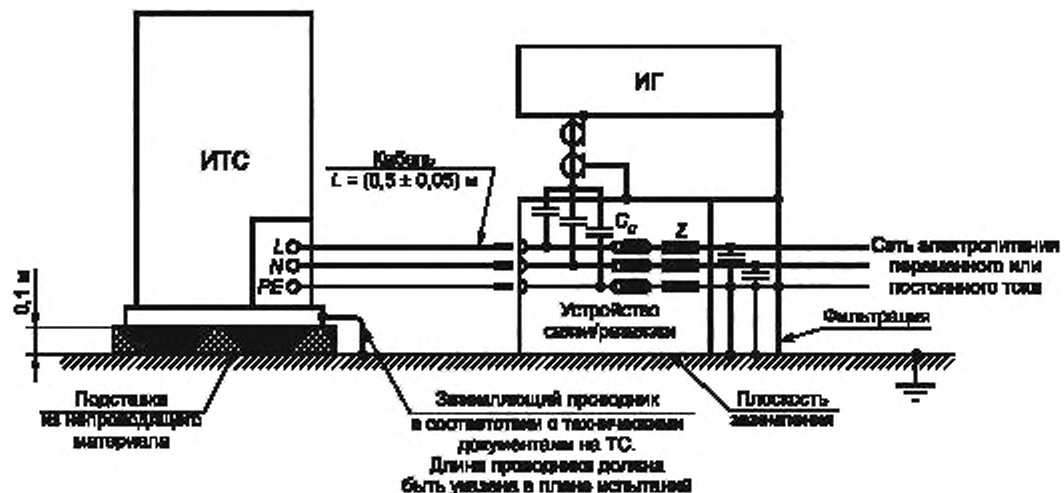 ИТС
ИГ
Кабель
L = (0,5 ± 0,05) м
L
N
PE
Cσ
Z
0,1 м
Сеть электропитания
переменного или
постоянного тока
Устройство
связи/развязки
Фильтрация
Подставка
из непроводящего
материала
Заземляющий проводник
в соответствии с техническими
документами на ТС.
Длина проводника должна
быть указана в плане испытаний
Плоскость
заземления